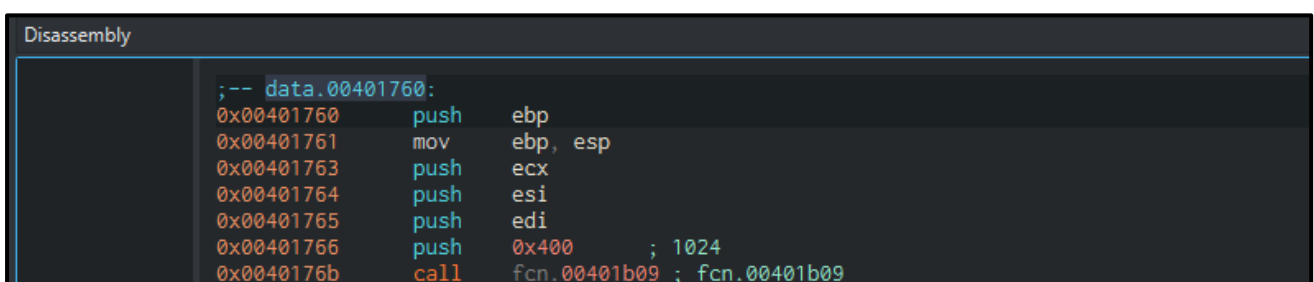 Disassembly
;-- data.00401760:
0x00401760 push ebp
0x00401761 mov ebp, esp
0x00401763 push ecx
0x00401764 push esi
0x00401765 push edi
0x00401766 push 0x400 ; 1024
0x0040176b call fcn.00401b09 ; fcn.00401b09